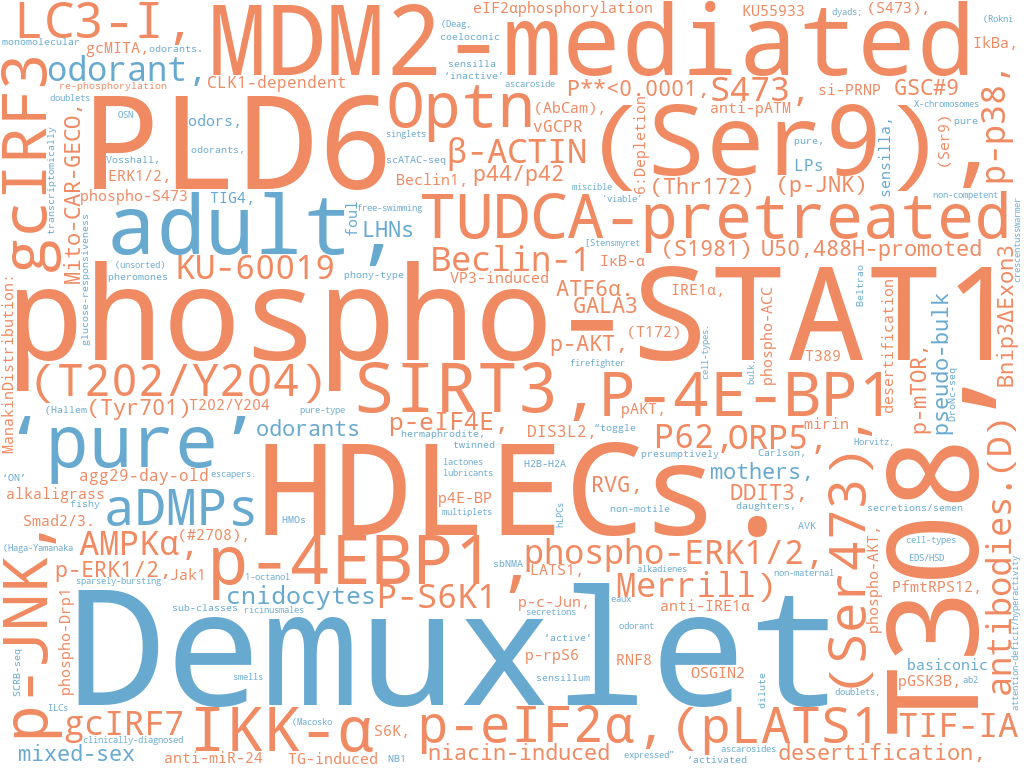 LC3-I,
MDM2-mediated
eIF2αphosphorylation
KU55933
dyads;
(S473),
(Rokni
monomolecular
gcMITA,
odorants.
(Deag,
coeloconic
sensilla
‘inactive’
IkBa,
odorant,
re-phosphorylation
doublets
CLK1-dependent
ascaroside
P**<0.0001,
S473,
si-PRNP
GSC#9
X-chromosomes
gcIRF3
transcriptomically
Mito-CAR-GECO,
PLD6
OSN
odors,
odorants,
Optn
(AbCam),
vGCPR
singlets
scATAC-seq
β-ACTIN
6:Depletion
anti-pATM
(Ser9),
pure,
LPs
sensilla,
(Ser9)
pure
p-p38,
Vosshall,
ERK1/2,
phospho-S473
TIG4,
Beclin1,
p44/p42
miscible
‘viable’
(Thr172)
(p-JNK)
non-competent
adult,
foul
free-swimming
LHNs
TUDCA-pretreated
[Stensmyret
(S1981)
U50,488H-promoted
crescentusswarmer
glucose-responsiveness
(unsorted)
pheromones
KU-60019
phony-type
Beclin-1
VP3-induced
IκB-α
ATF6α.
IRE1α,
GALA3
Beltrao
desertification
pseudo-bulk
Bnip3ΔExon3
ManakinDistribution:
phospho-STAT1
p-AKT,
(T172)
firefighter
cell-types.
bulk,
phospho-ACC
T389
p-mTOR,
DroNc-seq
(T202/Y204)
SIRT3,
P-4E-BP1
(Hallem
(Tyr701)
T202/Y204
pure-type
p-eIF4E,
DIS3L2,
“toggle
pAKT,
mirin
‘pure’
odorants
hermaphrodite,
twinned
P62,
ORP5,
presumptively
Carlson,
Horvitz,
‘ON’
agg29-day-old
escapers.
HDLECs.
lactones
lubricants
H2B-H2A
mothers,
alkaligrass
fishy
aDMPs
HMOs
p4E-BP
multiplets
RVG,
hLPCs
non-motile
DDIT3,
daughters,
(Ser473),
secretions/semen
T308,
antibodies.(D)
Smad2/3.
(#2708),
AVK
(Haga-Yamanaka
AMPKα,
p-4EBP1,
phospho-ERK1/2,
sbNMA
phospho-AKT,
cell-types
EDS/HSD
p-JNK,
p-ERK1/2,
Jak1
sparsely-bursting
1-octanol
LATS1,
alkadienes
Merrill)
non-maternal
PfmtRPS12,
attention-deficit/hyperactivity
phospho-Drp1
cnidocytes
P-S6K1
p-c-Jun,
eaux
anti-IRE1α
sub-classes
ricinusmales
secretions
odorant
Demuxlet
‘active’
SCRB-seq
smells
p-rpS6
RNF8
OSGIN2
basiconic
sensillum
dilute
pGSK3B,
ab2
ILCs
doublets,
gcIRF7
IKK-α
(Macosko
S6K,
p-eIF2α,
(pLATS1
TIF-IA
clinically-diagnosed
mixed-sex
anti-miR-24
TG-induced
NB1
niacin-induced
expressed”
ascarosides
‘activated
desertification,